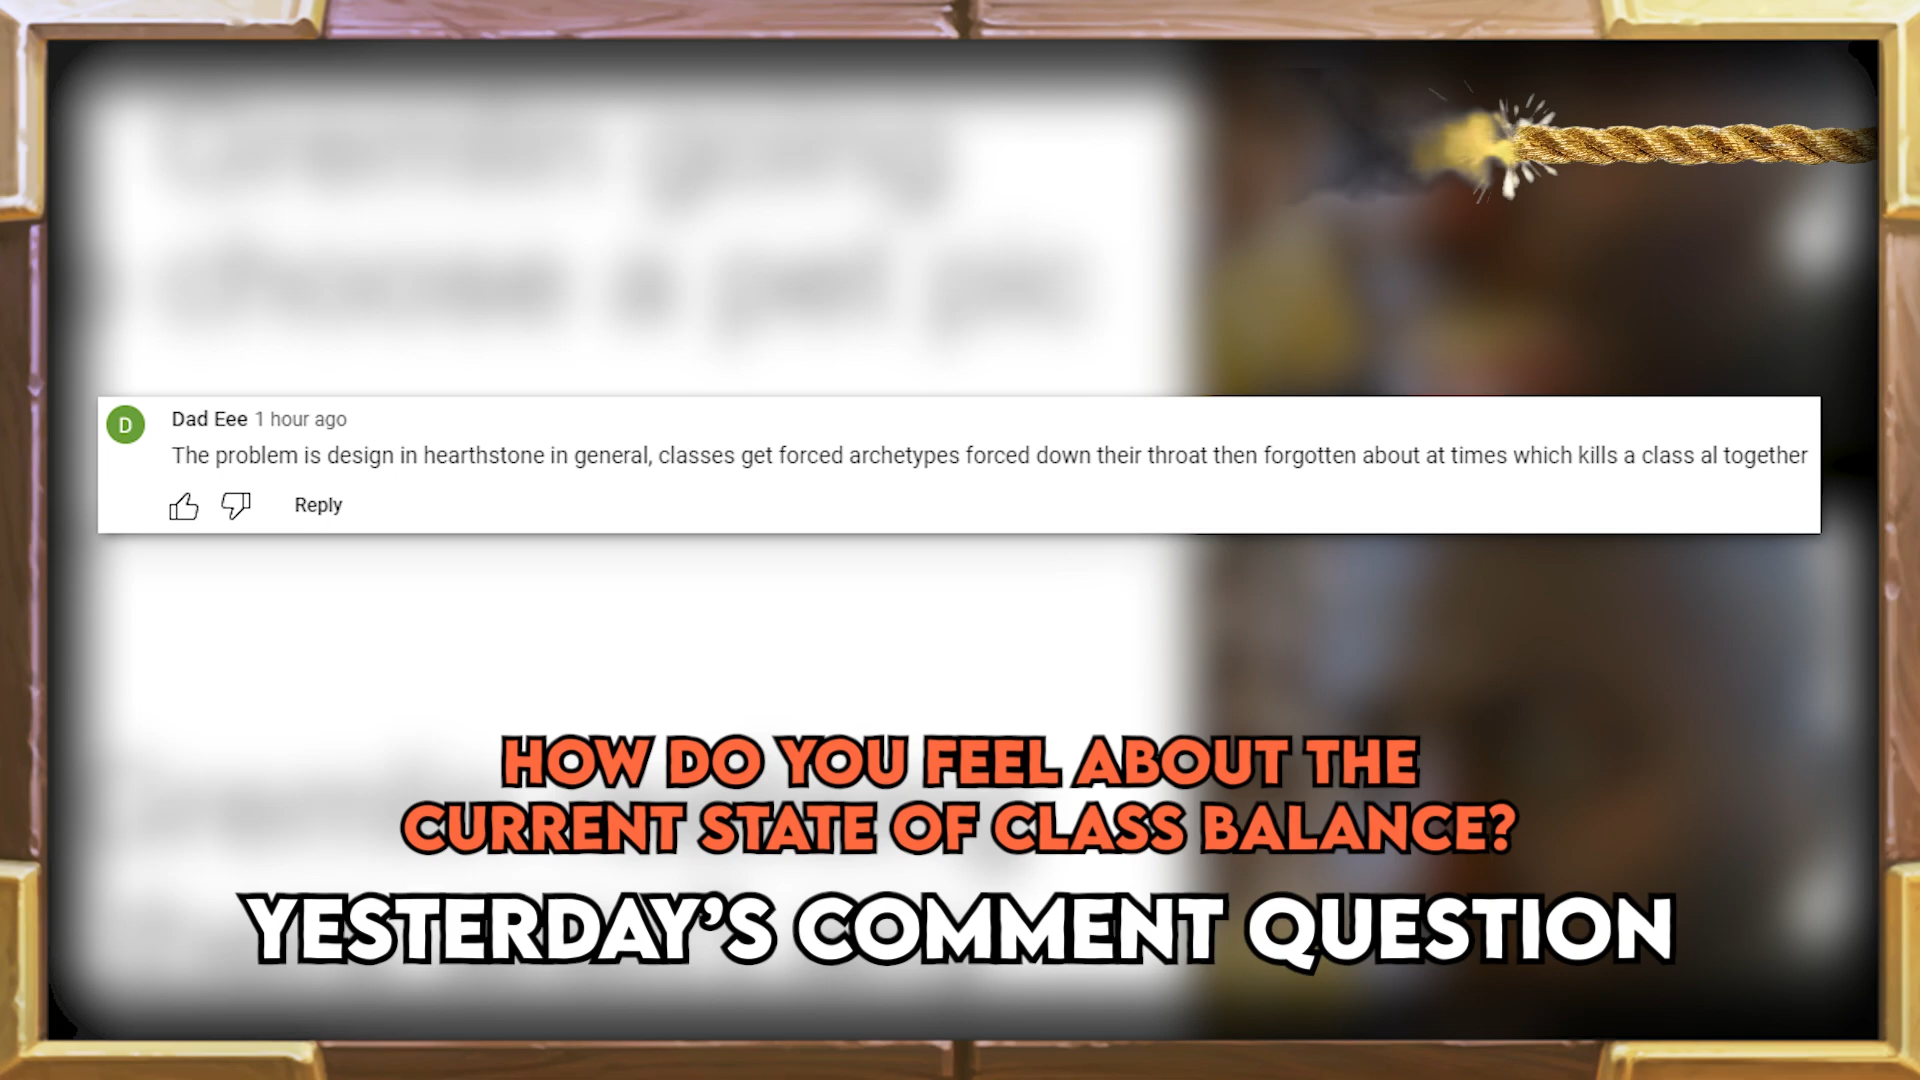 D
Dad Eee 1 hour ago
The problem is design in hearthstone in general, classes get forced archetypes forced down their throat then forgotten about at times which kills a class al together
Reply
HOW DO YOU FEEL ABOUT THE
CURRENT STATE OF CLASS BALANCE?
YESTERDAY'S COMMENT QUESTION